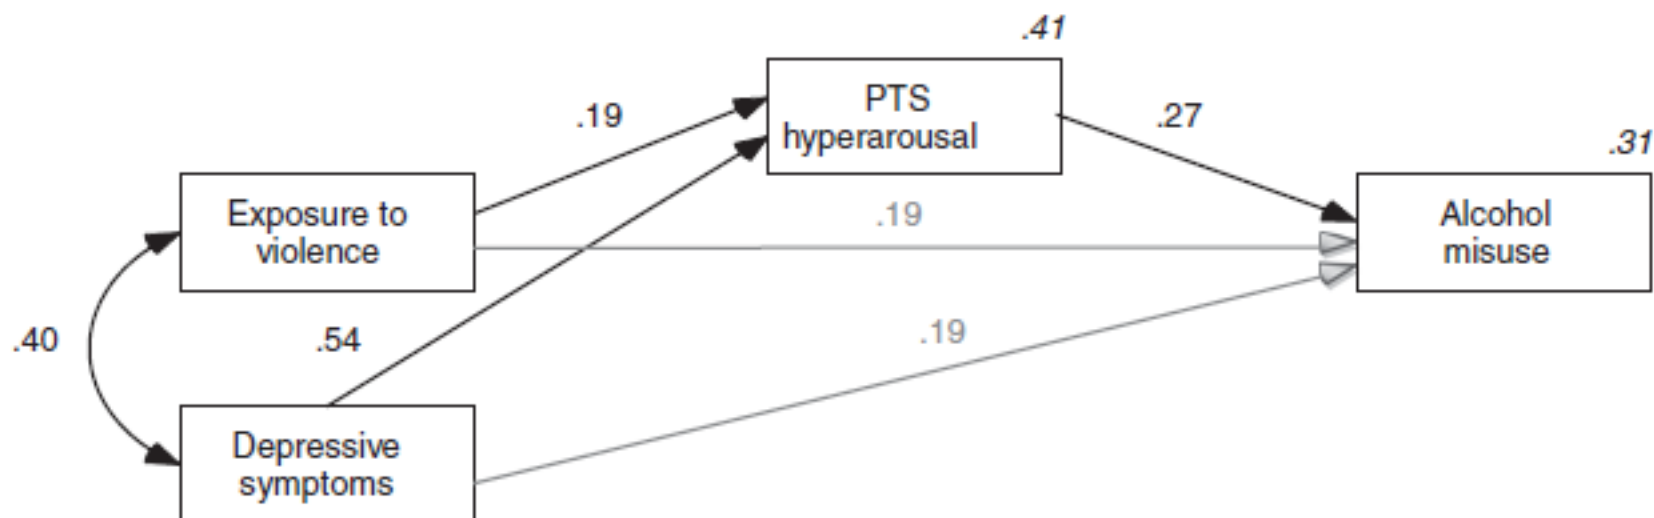 .41
PTS
hyperarousal
.19
.27
.31
Exposure to
violence
.19
Alcohol
misuse
.40
.54
.19
Depressive
symptoms